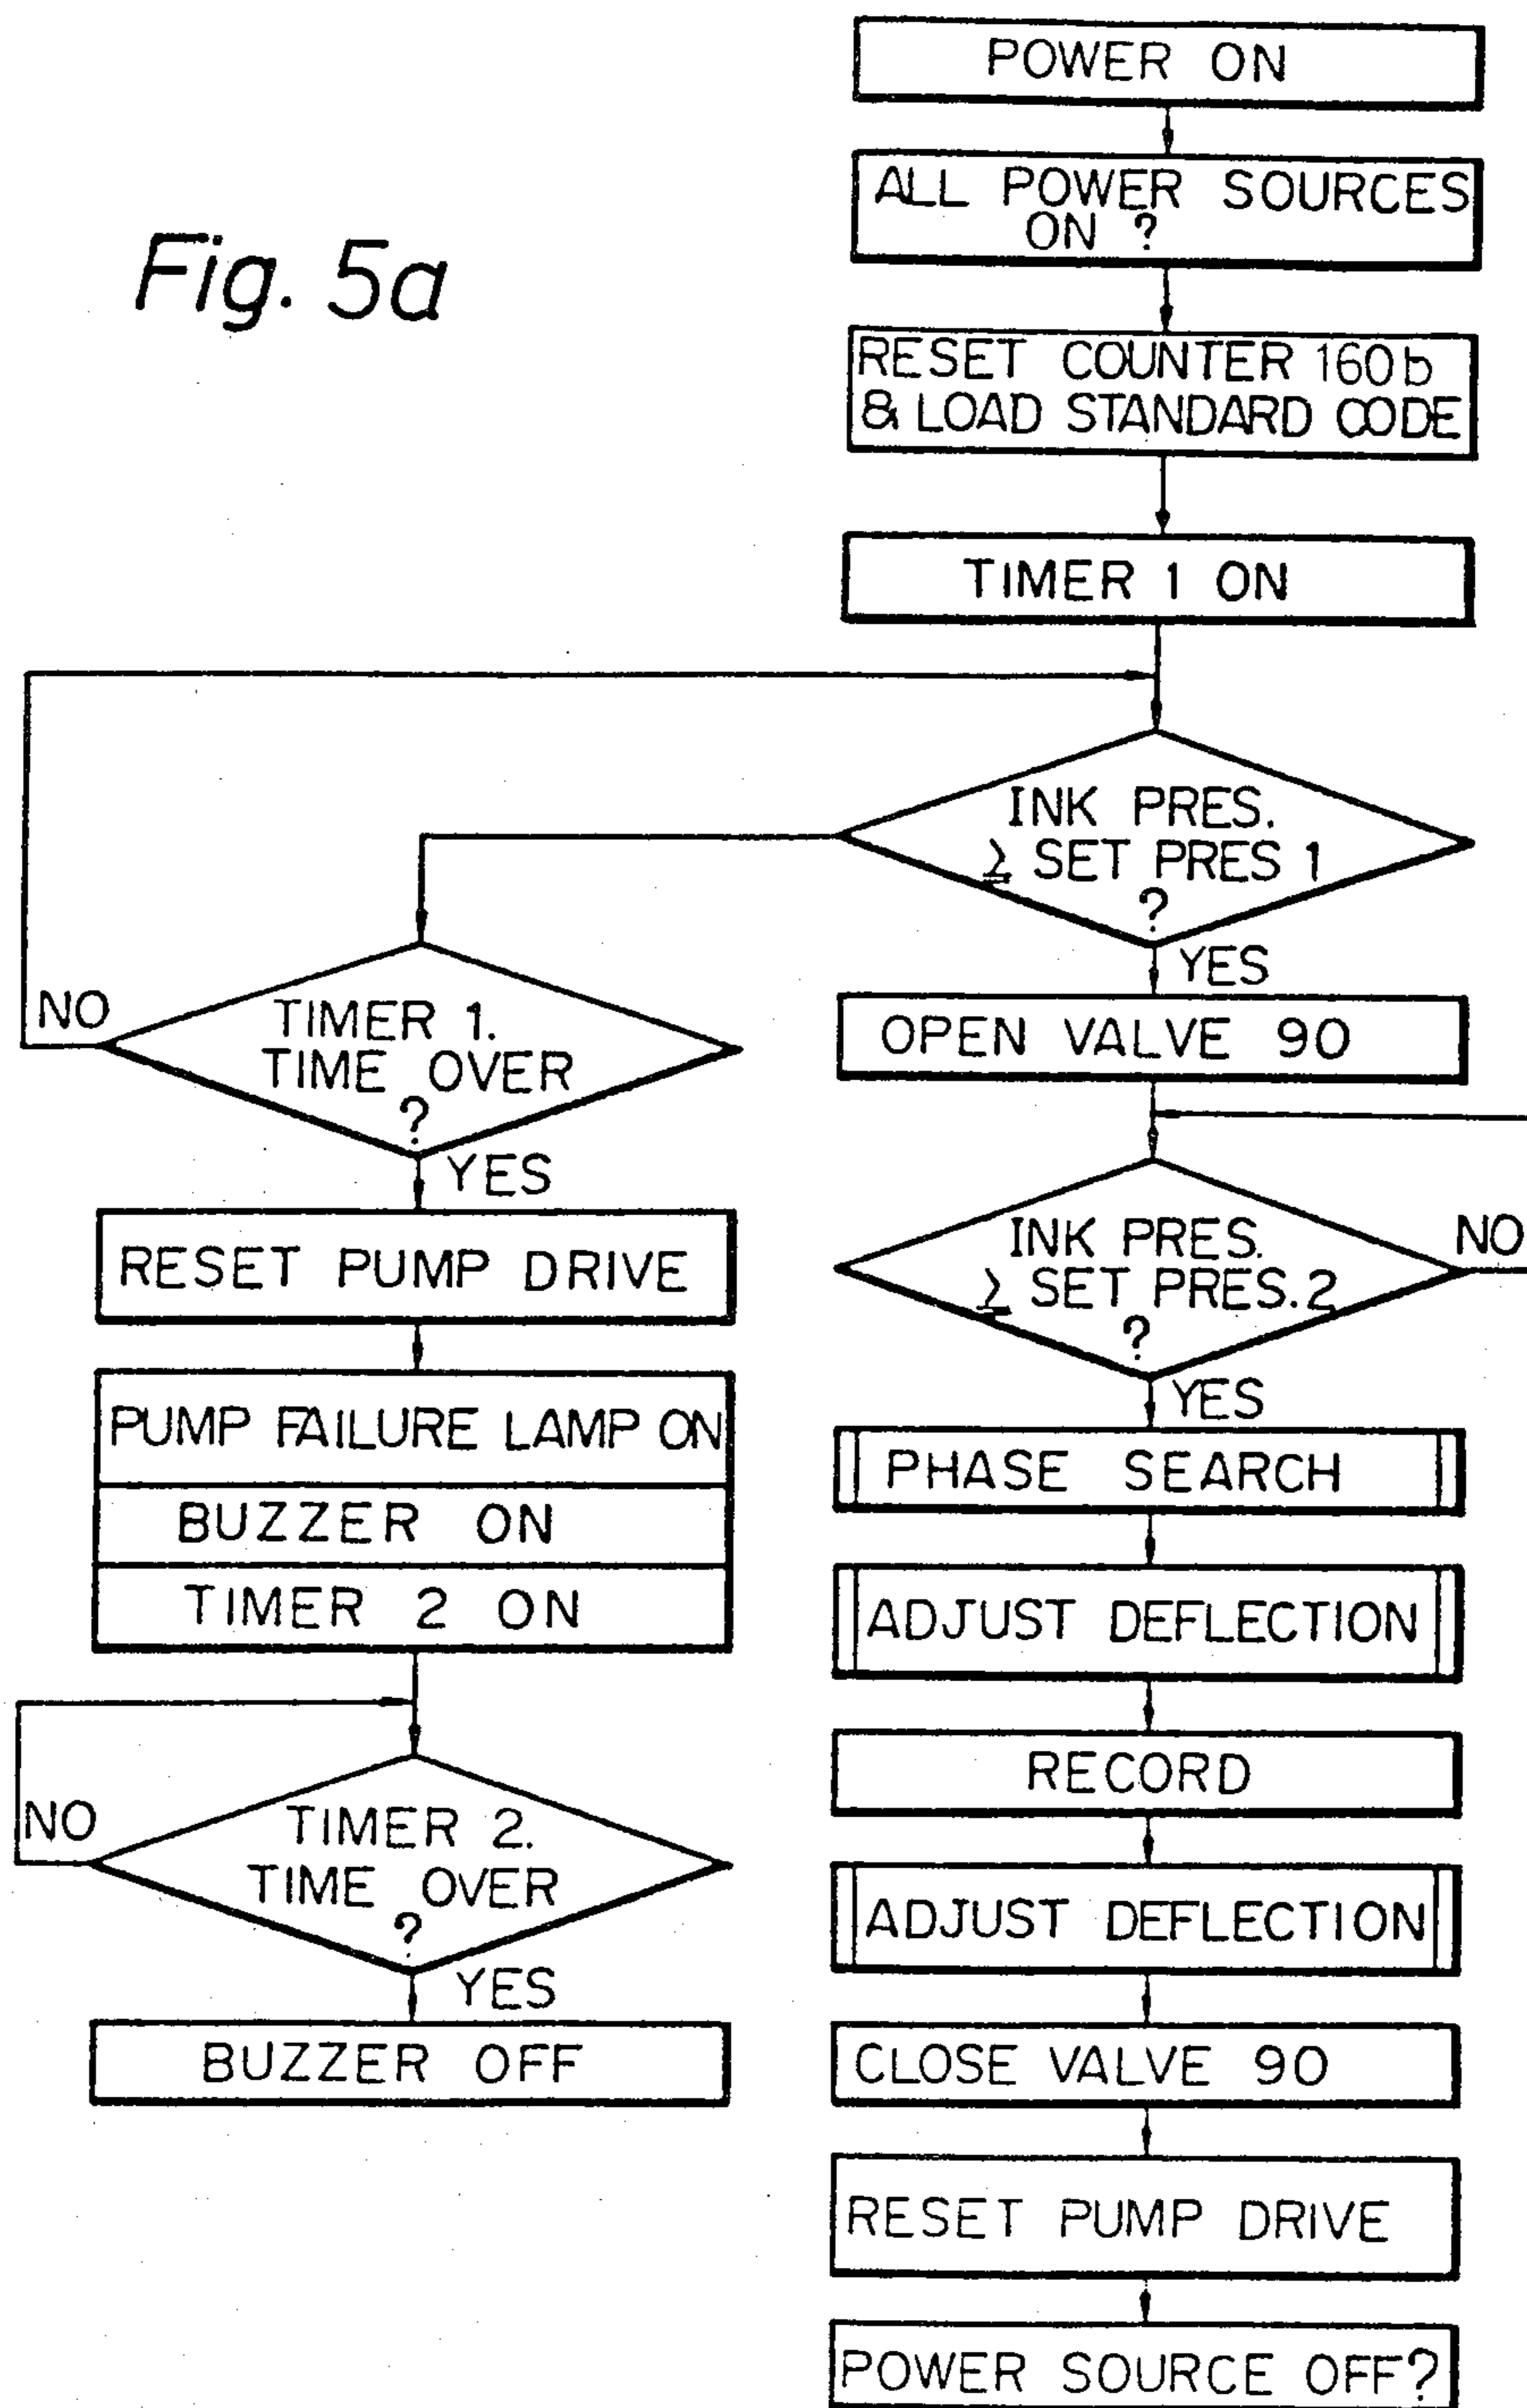 Fig. 5a
POWER ON
ALL POWER SOURCES
ON ?
RESET COUNTER 160b
& LOAD STANDARD CODE
TIMER 1 ON
INK PRES.
≧ SET PRES 1
?
YES
OPEN VALVE 90
INK PRES.
≧ SET PRES.2
?
NO
YES
PHASE SEARCH
ADJUST DEFLECTION
RECORD
ADJUST DEFLECTION
CLOSE VALVE 90
RESET PUMP DRIVE
POWER SOURCE OFF?
TIMER 1.
TIME OVER
?
NO
YES
RESET PUMP DRIVE
PUMP FAILURE LAMP ON
BUZZER ON
TIMER 2 ON
TIMER 2.
TIME OVER
?
NO
YES
BUZZER OFF